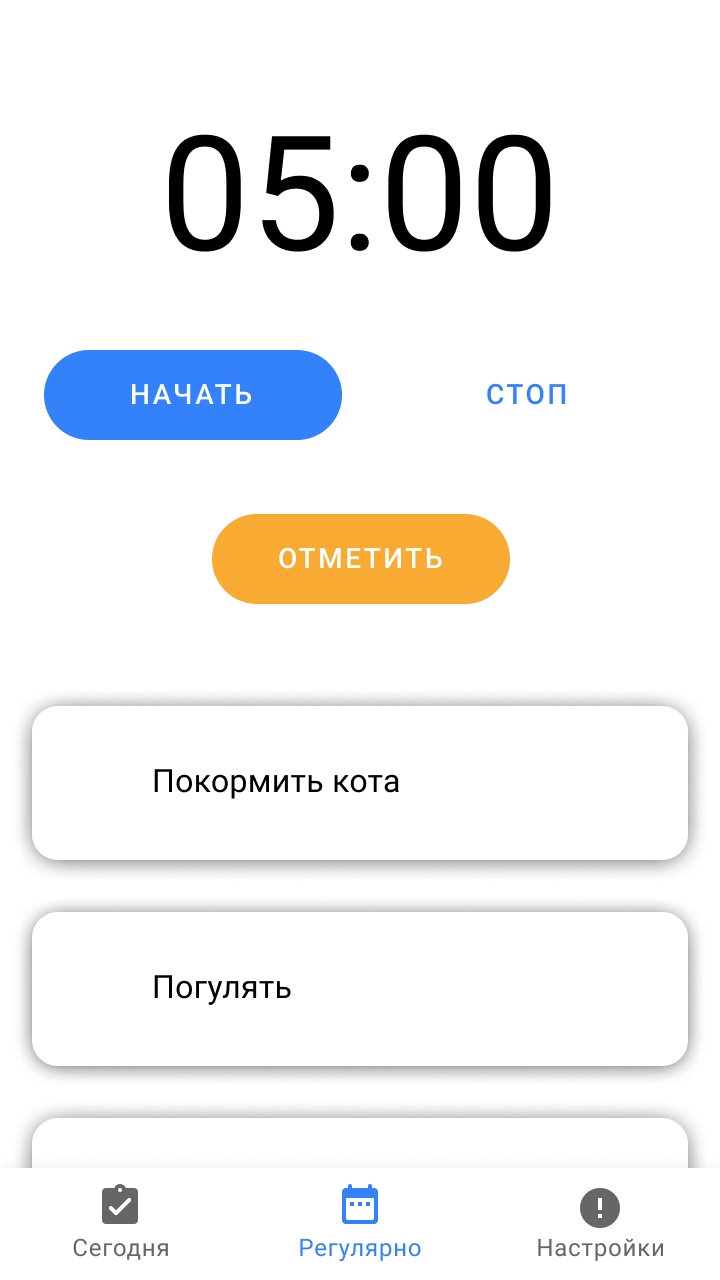 05:00
НАЧАТЬ СТОП
ОТМЕТИТЬ
Покормить кота
Погулять
Сегодня Регулярно Настройки